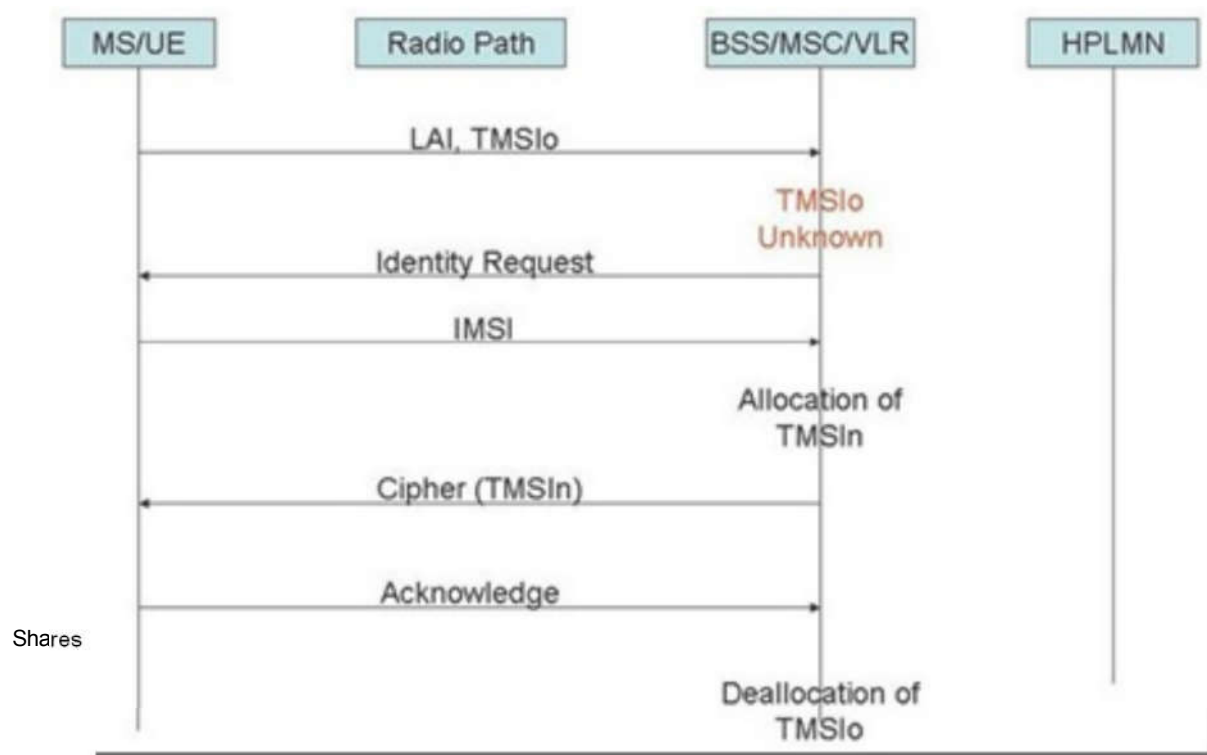 MS/UE
Radio Path
BSS/MSC/VLR
HPLMN
LAI, TMSIo
TMSIo
Unknown
Identity Request
IMSI
Allocation of
TMSIn
Cipher (TMSIn)
Acknowledge
Shares
Deallocation of
TMSIo